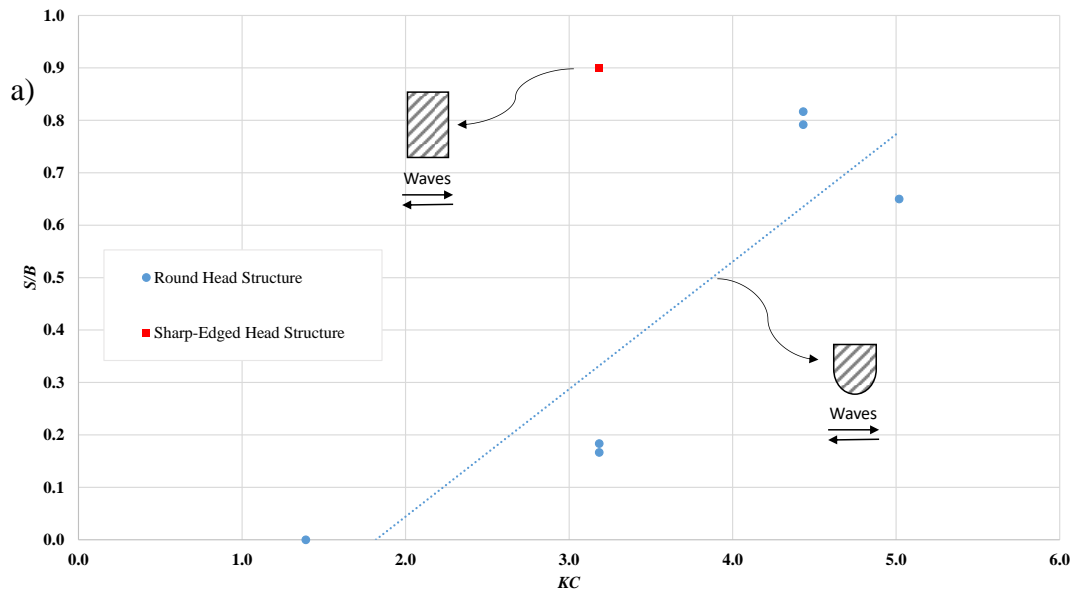 a)
1.0
0.9
0.8
0.7
0.6
0.5
0.4
0.3
0.2
0.1
0.0
S/B
Waves
Round Head Structure
Sharp-Edged Head Structure
Waves
0.0 1.0 2.0 3.0 4.0 5.0 6.0
KC